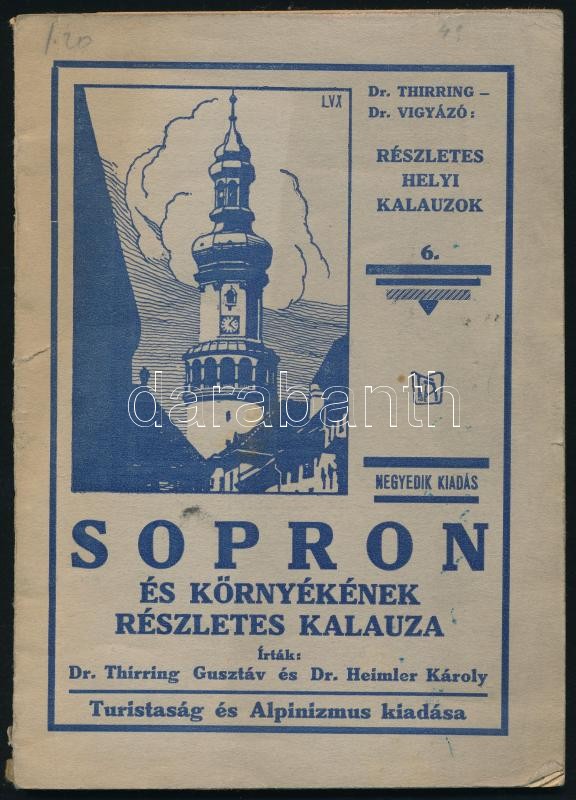 1.20
LVX
Dr. THIRRING –
Dr. VIGYÁZÓ:
RÉSZLETES
HELYI
KALAUZOK
6.
darabanth
NEGYEDIK KIADÁS
SOPRON
ÉS KÖRNYÉKÉNEK
RÉSZLETES KALAUZA
Írták:
Dr. Thirring Gusztáv és Dr. Heimler Károly
Turistaság és Alpinizmus kiadása